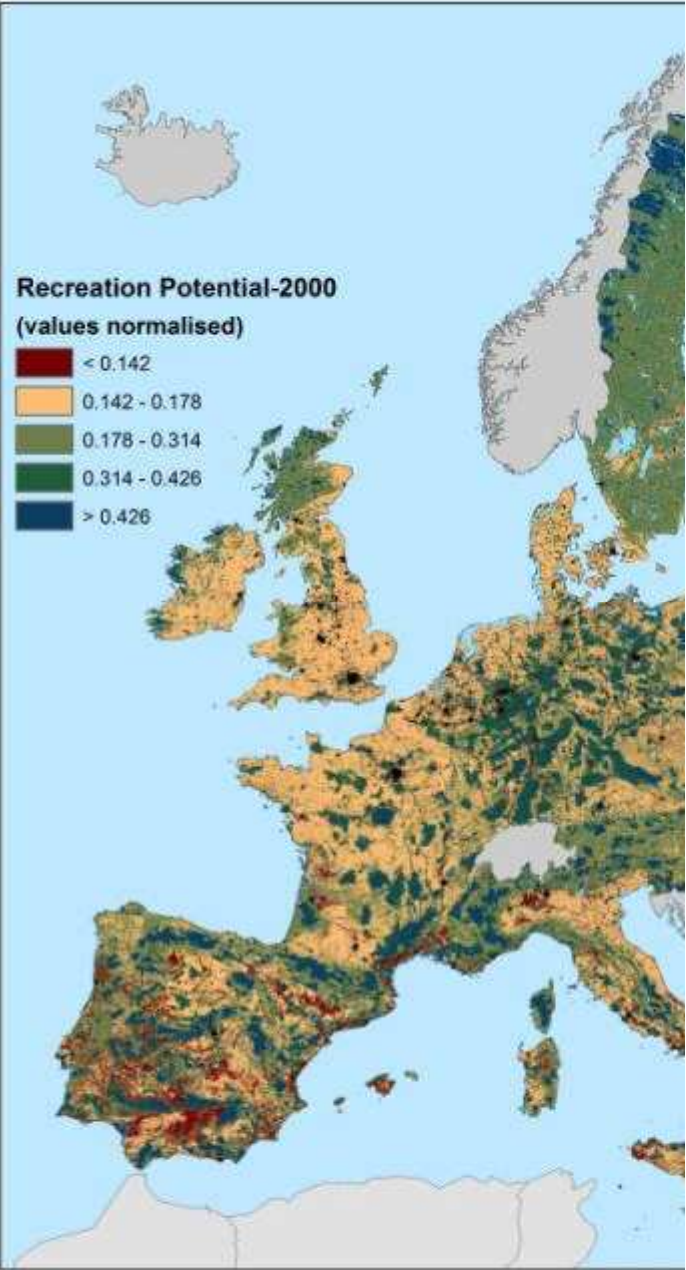 Recreation Potential-2000
(values normalised)
< 0.142
0.142 - 0.178
0.178 - 0.314
0.314 - 0.426
> 0.426